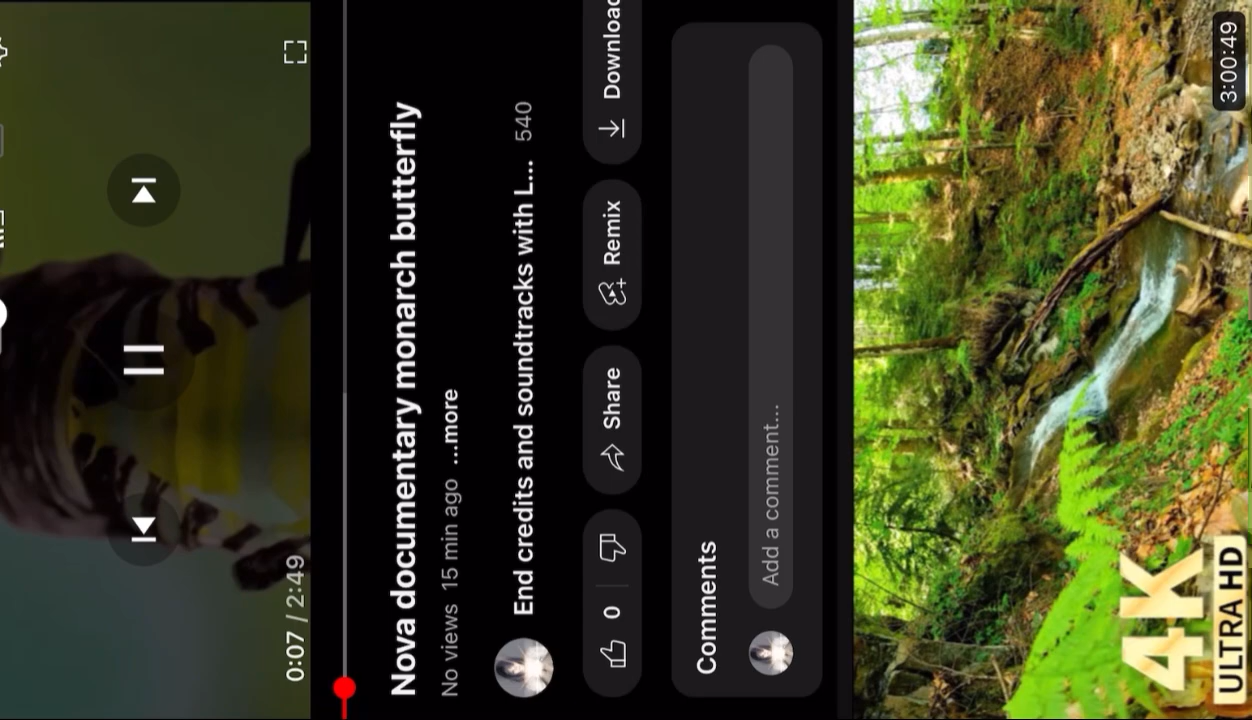 0:07 / 2:49
Nova documentary monarch butterfly
No views 15 min ago ...more
End credits and soundtracks with L... 540
0
Share
Remix
Download
Comments
Add a comment...
4K
ULTRA HD
3:00:49